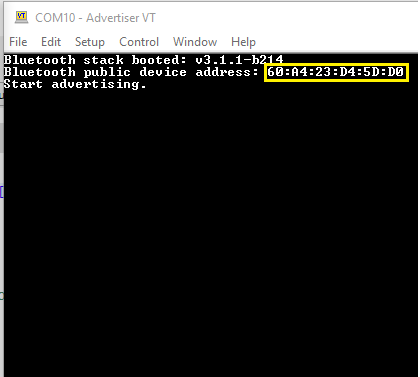 COM10 - Advertiser VT
File Edit Setup Control Window Help
Bluetooth stack booted: v3.1.1-b214
Bluetooth public device address: 60:A4:23:D4:5D:D0
Start advertising.